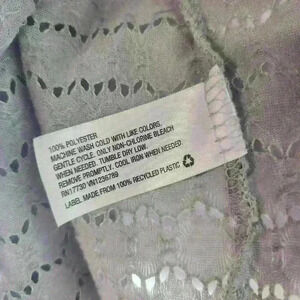 100% POLYESTER
MACHINE WASH COLD WITH LIKE COLORS.
GENTLE CYCLE. ONLY NON-CHLORINE BLEACH
WHEN NEEDED. TUMBLE DRY LOW.
REMOVE PROMPTLY. COOL IRON WHEN NEEDED.
RN17730 VN1236789
LABEL MADE FROM 100% RECYCLED PLASTIC